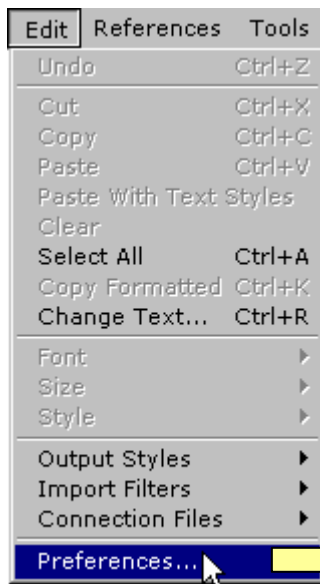 Edit References Tools
Undo Ctrl+Z
Cut Ctrl+X
Copy Ctrl+C
Paste Ctrl+V
Paste With Text Styles
Clear
Select All Ctrl+A
Copy Formatted Ctrl+K
Change Text... Ctrl+R
Font
Size
Style
Output Styles
Import Filters
Connection Files
Preferences...